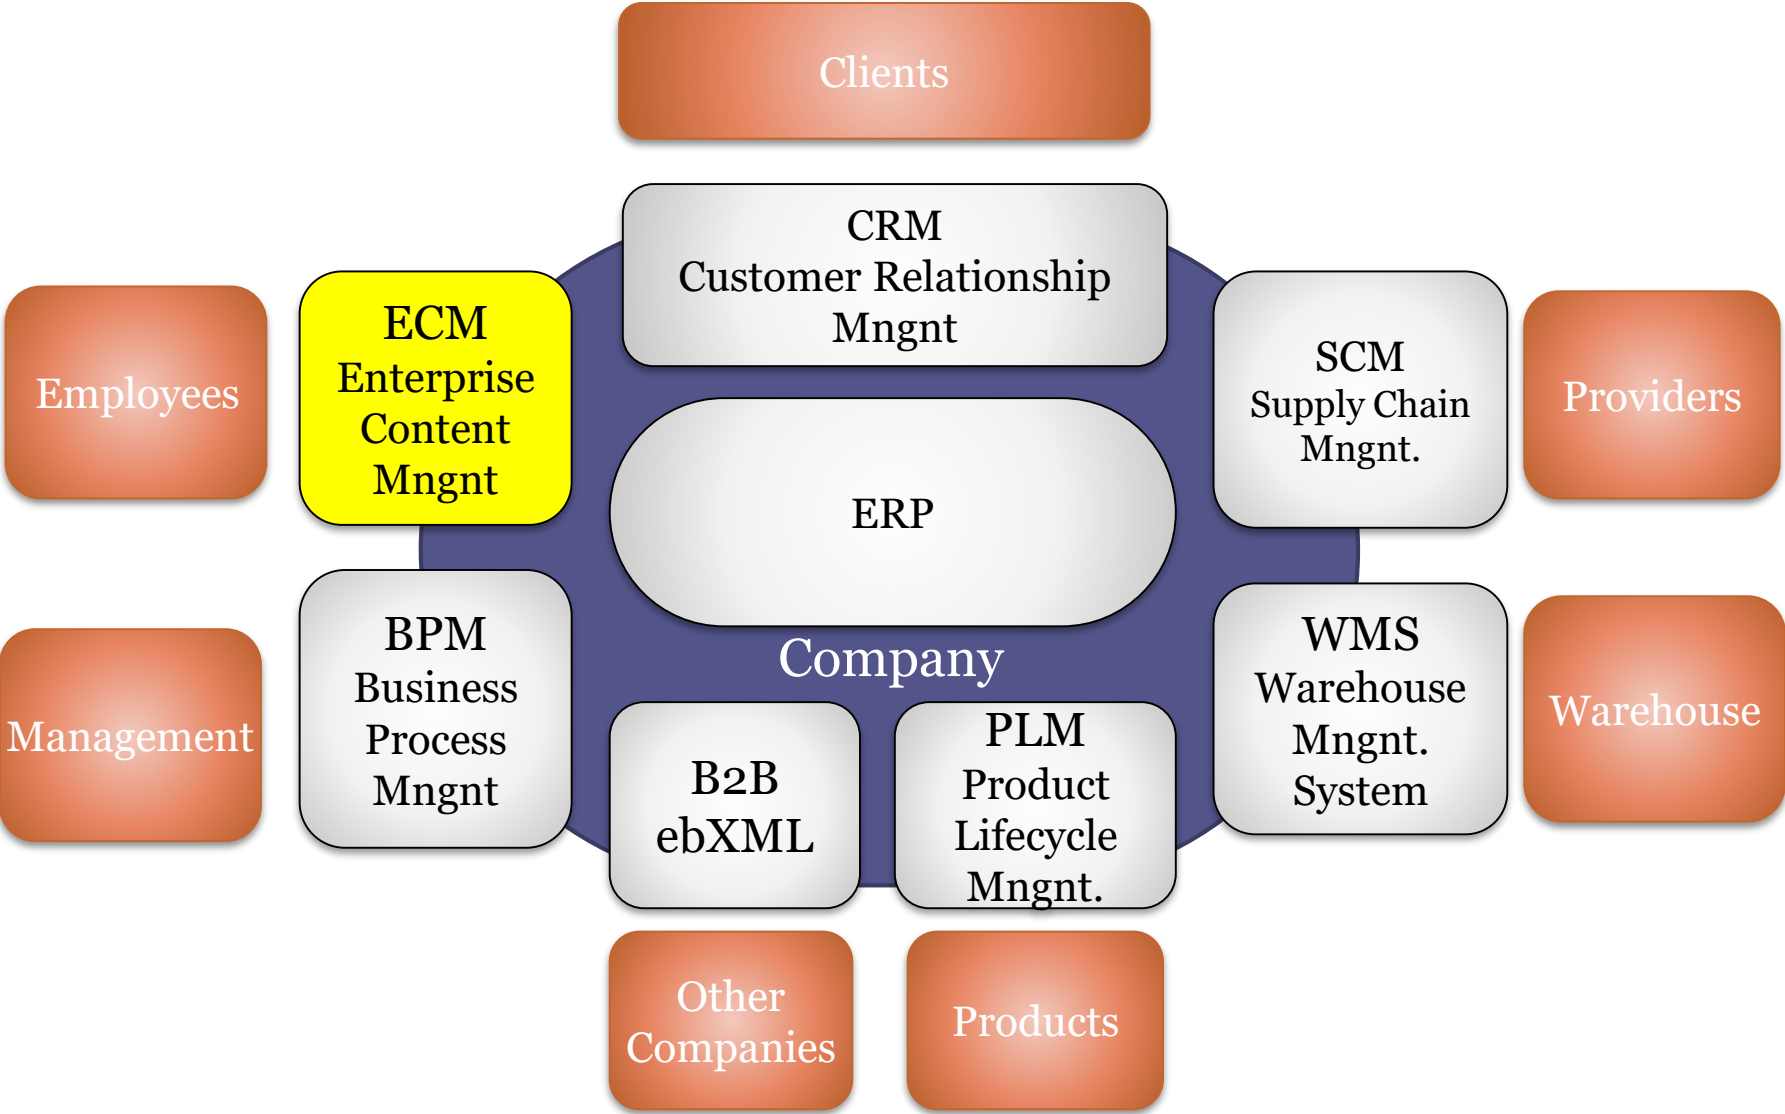 Clients
CRM
Customer Relationship
Mngnt
ECM
Enterprise
Content
Mngnt
Employees
SCM
Supply Chain
Mngnt.
Providers
ERP
Company
BPM
Business
Process
Mngnt
Management
WMS
Warehouse
Mngnt.
System
Warehouse
B2B
ebXML
PLM
Product
Lifecycle
Mngnt.
Other
Companies
Products